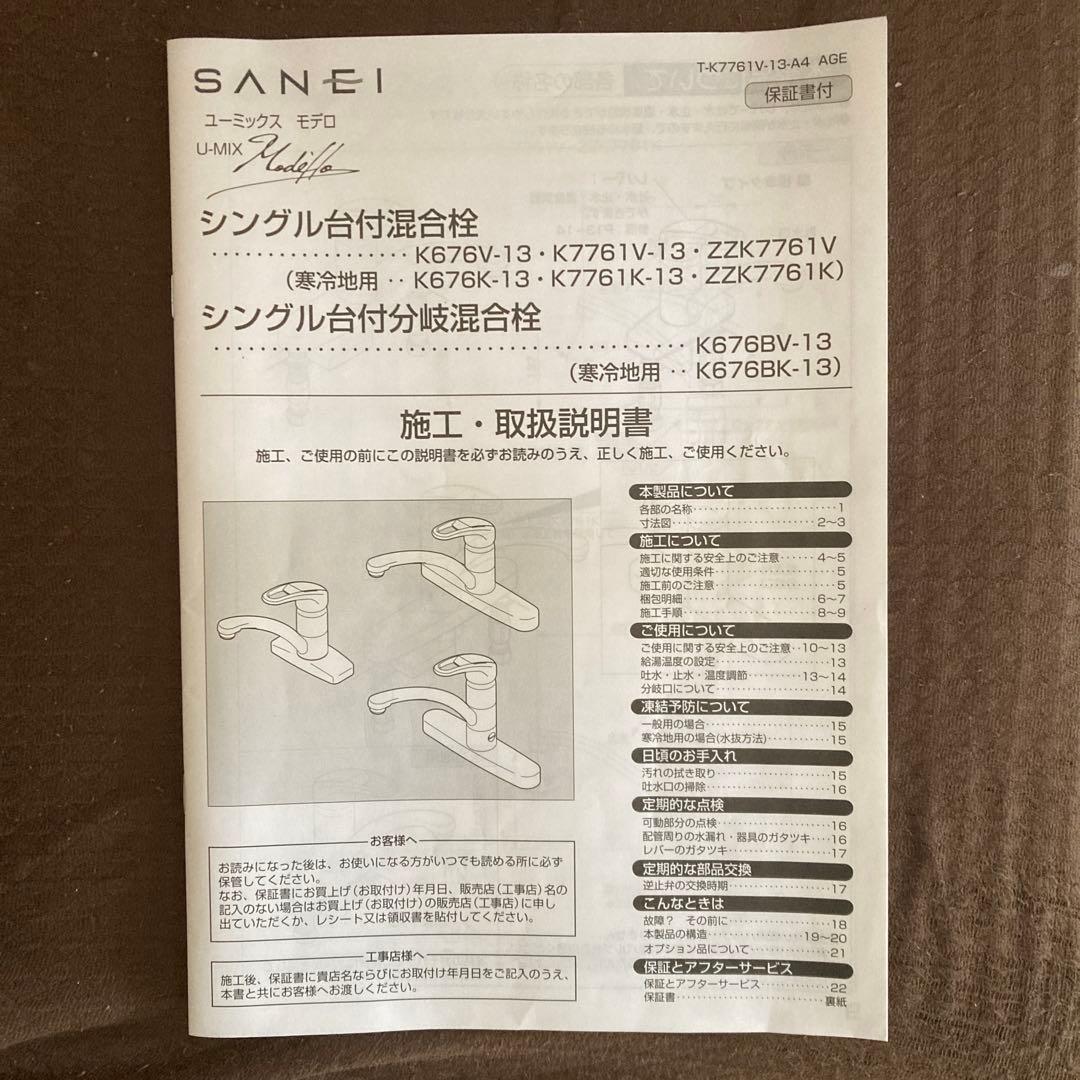 SANEI
T-K7761V-13-A4 AGE
保証書付
ユーミックス モデロ
U-MIX Modello
シングル台付混合栓
‥‥‥‥‥‥‥‥‥ K676V-13・K7761V-13・ZZK7761V
（寒冷地用 ‥ K676K-13・K7761K-13・ZZK7761K）
シングル台付分岐混合栓
‥‥‥‥‥‥‥‥‥‥‥‥‥‥‥‥‥‥‥‥‥ K676BV-13
（寒冷地用 ‥ K676BK-13）
施工・取扱説明書
施工、ご使用の前にこの説明書を必ずお読みのうえ、正しく施工、ご使用ください。
本製品について
各部の名称‥‥‥‥‥‥‥‥‥‥‥‥1
寸法図‥‥‥‥‥‥‥‥‥‥‥‥2〜3
施工について
施工に関する安全上のご注意‥‥‥4〜5
適切な使用条件‥‥‥‥‥‥‥‥‥‥5
施工前のご注意‥‥‥‥‥‥‥‥‥‥5
梱包明細‥‥‥‥‥‥‥‥‥‥‥6〜7
施工手順‥‥‥‥‥‥‥‥‥‥‥8〜9
ご使用について
ご使用に関する安全上のご注意‥10〜13
給湯温度の設定‥‥‥‥‥‥‥‥‥13
吐水・止水・温度調節‥‥‥‥13〜14
分岐口について‥‥‥‥‥‥‥‥‥14
凍結予防について
一般用の場合‥‥‥‥‥‥‥‥‥‥15
寒冷地用の場合(水抜方法)‥‥‥‥‥15
日頃のお手入れ
汚れの拭き取り‥‥‥‥‥‥‥‥‥15
吐水口の掃除‥‥‥‥‥‥‥‥‥‥16
定期的な点検
可動部分の点検‥‥‥‥‥‥‥‥‥16
配管周りの水漏れ・器具のガタツキ‥16
レバーのガタツキ‥‥‥‥‥‥‥‥17
定期的な部品交換
逆止弁の交換時期‥‥‥‥‥‥‥‥17
こんなときは
故障？ その前に‥‥‥‥‥‥‥‥18
本製品の構造‥‥‥‥‥‥‥‥19〜20
オプション品について‥‥‥‥‥‥21
保証とアフターサービス
保証とアフターサービス‥‥‥‥‥22
保証書‥‥‥‥‥‥‥‥‥‥‥‥裏紙
お客様へ
お読みになった後は、お使いになる方がいつでも読める所に必ず
保管してください。
なお、保証書にお買上げ（お取付け）年月日、販売店（工事店）名の
記入のない場合はお買上げ（お取付け）の販売店（工事店）に申し
出ていただくか、レシート又は領収書を貼付してください。
工事店様へ
施工後、保証書に貴店名ならびにお取付け年月日をご記入のうえ、
本書と共にお客様へお渡しください。